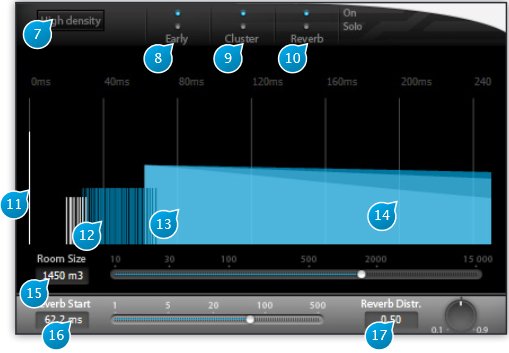 High density
On
Solo
7
Early
Cluster
Reverb
8
9
10
0ms
40ms
80ms
120ms
160ms
200ms
240
11
12
13
14
Room Size
10
30
100
500
2000
15 000
1450 m3
15
Reverb Start
1
5
20
100
500
Reverb Distr.
62.2 ms
0.50
0.1
0.9
16
17